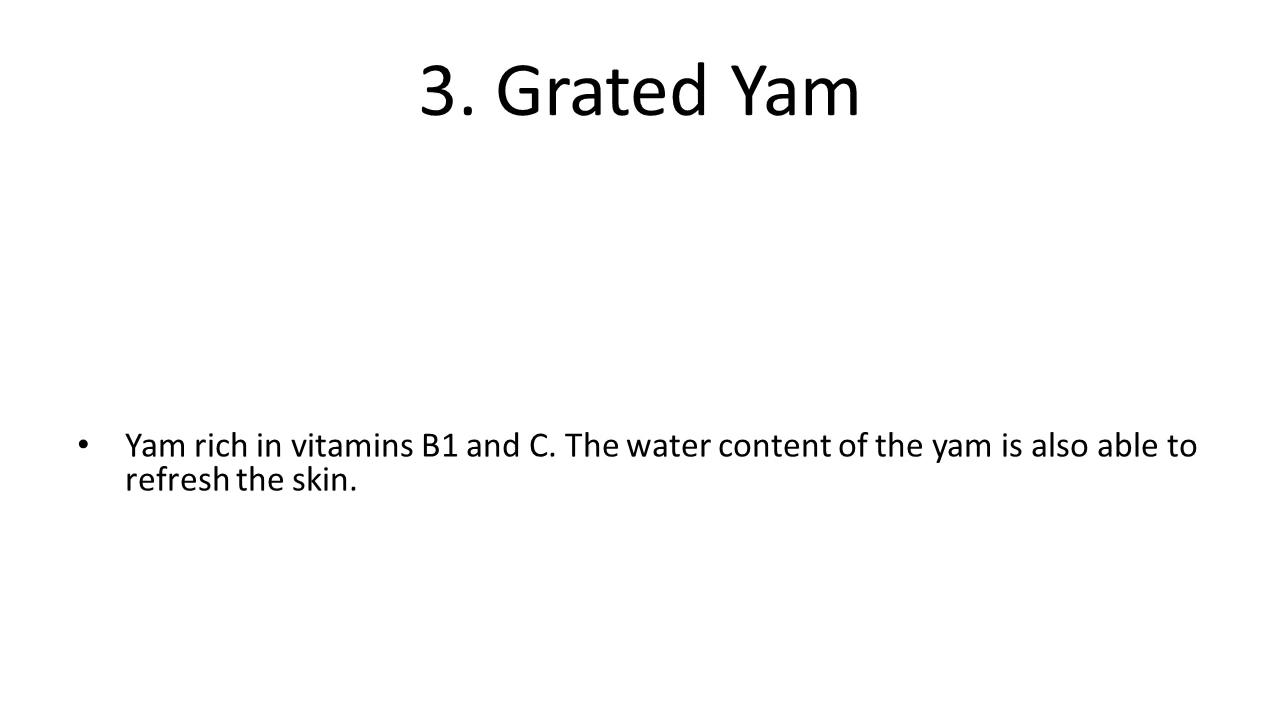 3. Grated Yam
• Yam rich in vitamins B1 and C. The water content of the yam is also able to
refresh the skin.